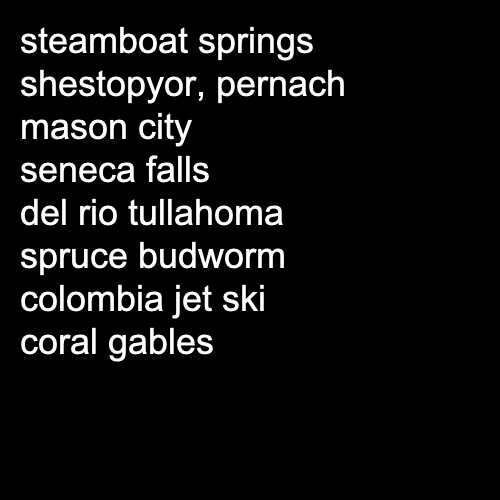 steamboat springs
shestopyor, pernach
mason city
seneca falls
del rio tullahoma
spruce budworm
colombia jet ski
coral gables